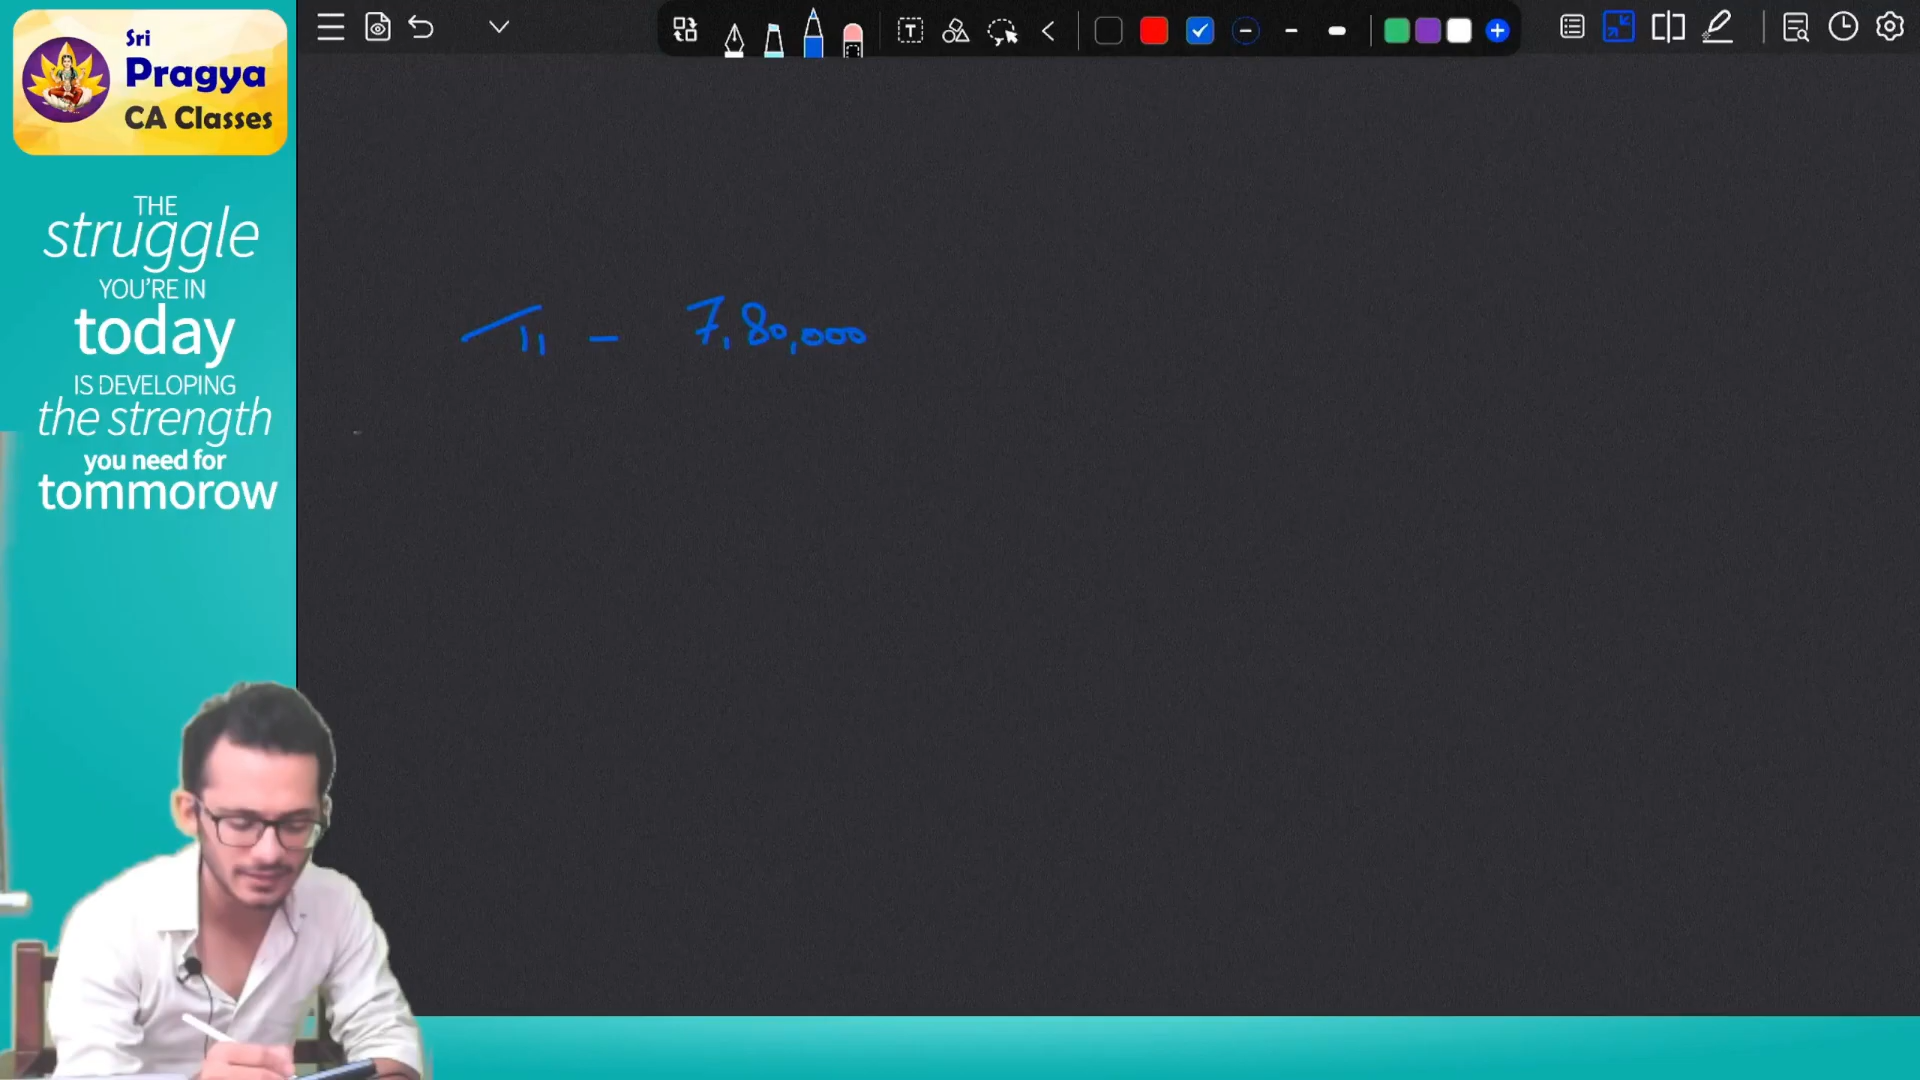 Sri
Pragya
CA Classes
THE
struggle
YOU'RE IN
today
IS DEVELOPING
the strength
you need for
tommorow
TI - 7,80,000